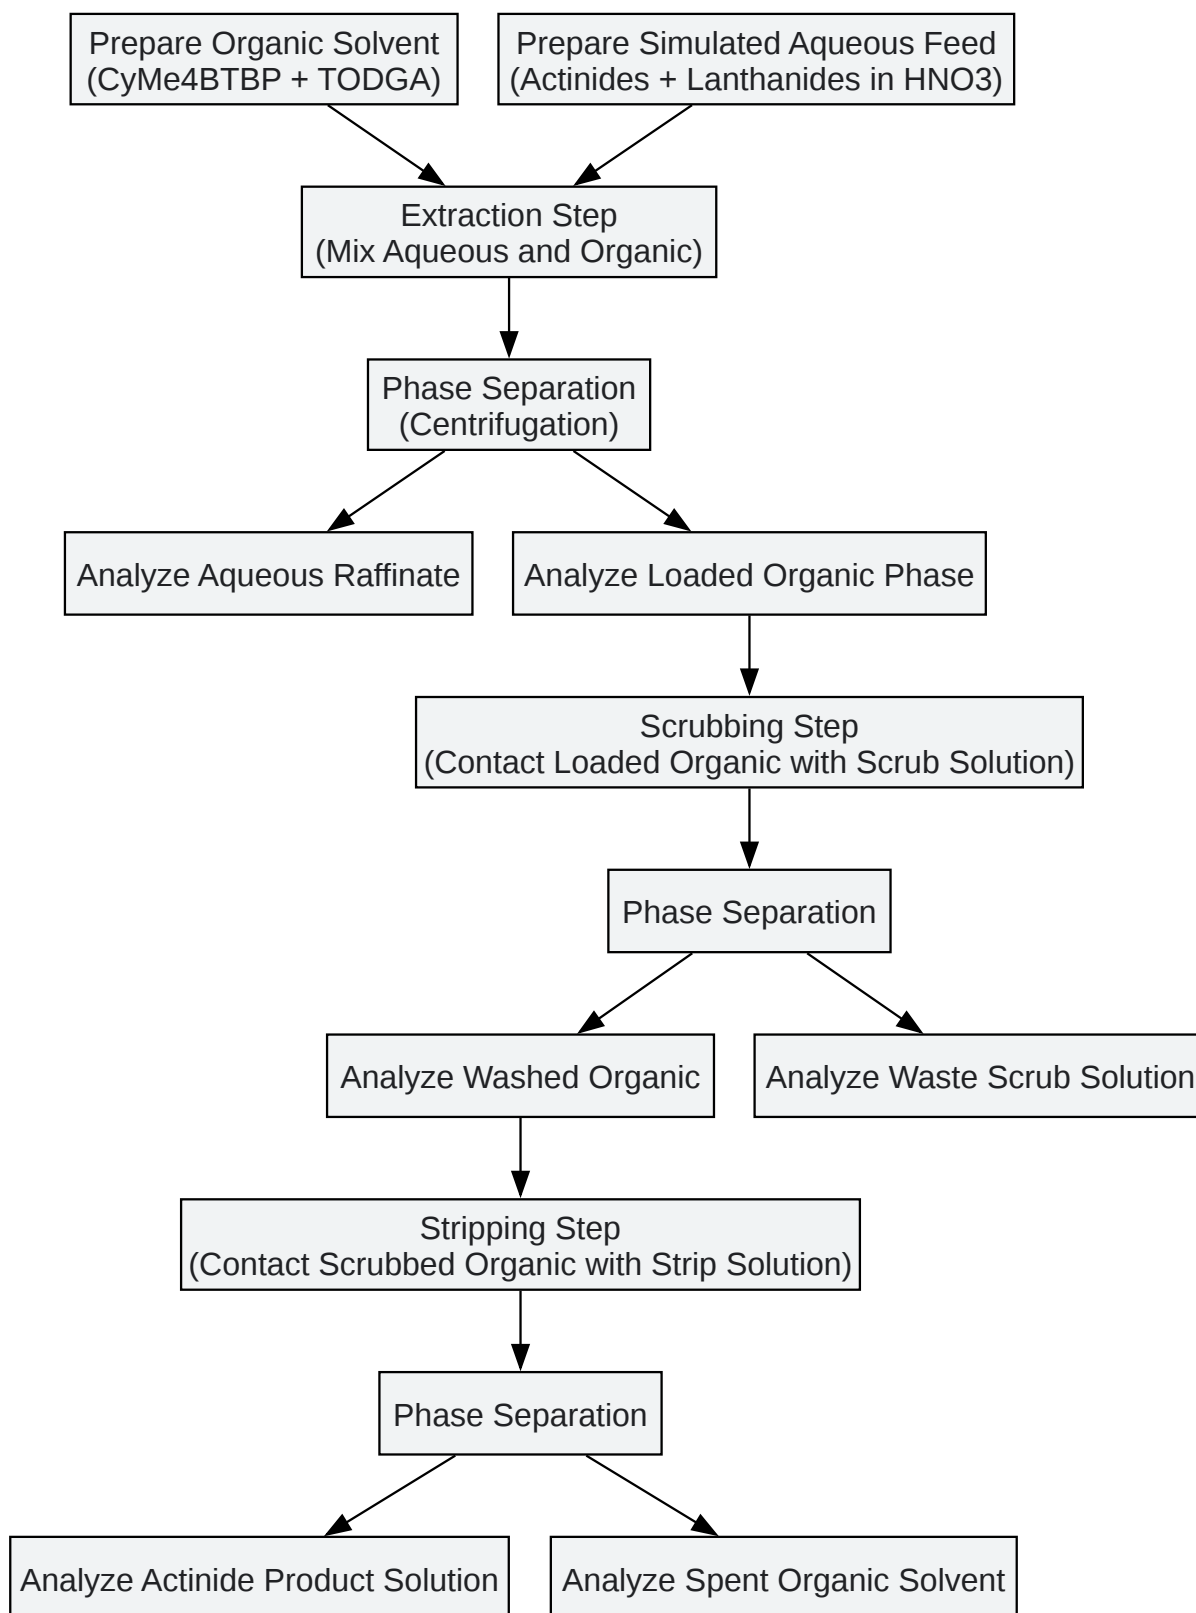 Prepare Organic Solvent
(CyMe4BTBP + TODGA)
Prepare Simulated Aqueous Feed
(Actinides + Lanthanides in HNO3)
Extraction Step
(Mix Aqueous and Organic)
Phase Separation
(Centrifugation)
Analyze Aqueous Raffinate
Analyze Loaded Organic Phase
Scrubbing Step
(Contact Loaded Organic with Scrub Solution)
Phase Separation
Analyze Washed Organic
Analyze Waste Scrub Solution
Stripping Step
(Contact Scrubbed Organic with Strip Solution)
Phase Separation
Analyze Actinide Product Solution
Analyze Spent Organic Solvent